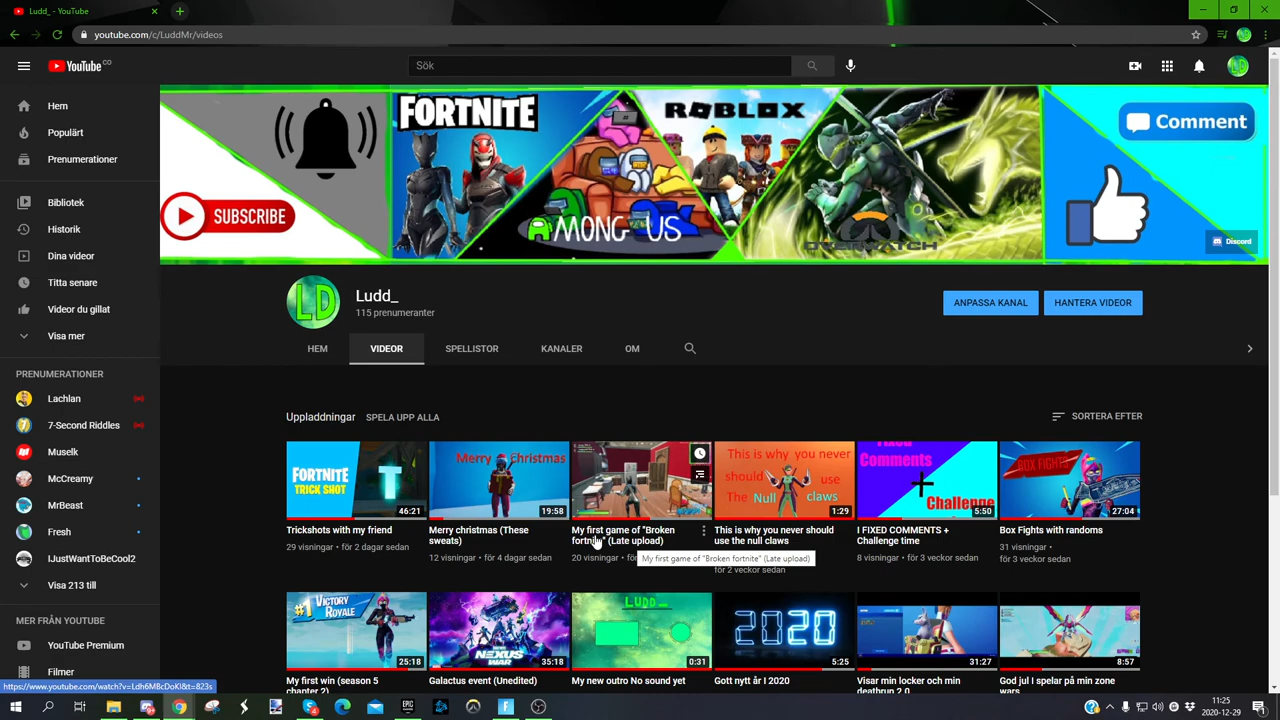 Ludd_ - YouTube
youtube.com/c/LuddMr/videos
YouTube CO
Sök
Hem
Populärt
Prenumerationer
Bibliotek
Historik
Dina videor
Titta senare
Videor du gillat
Visa mer
PRENUMERATIONER
Lachlan
7-Second Riddles
Muselk
McCreamy
MrBeast
Fresh
IJustWantToBeCool2
Visa 213 till
MER FRÅN YOUTUBE
YouTube Premium
Filmer
https://www.youtube.com/watch?v=Ldh6MBcDoKI&t=823s
SUBSCRIBE
FORTNITE
AMONG US
ROBLOX
OVERWATCH
Comment
Discord
LD
Ludd_
115 prenumeranter
ANPASSA KANAL
HANTERA VIDEOR
HEM
VIDEOR
SPELLISTOR
KANALER
OM
Uppladdningar
SPELA UPP ALLA
SORTERA EFTER
FORTNITE
TRICK SHOT
46:21
Trickshots with my friend
29 visningar • för 2 dagar sedan
Merry Christmas
19:58
Merry christmas (These
sweats)
12 visningar • för 4 dagar sedan
My first game of "Broken
fortnite" (Late upload)
20 visningar • för
My first game of "Broken fortnite" (Late upload)
This is why you never
should use
The Null claws
1:29
This is why you never should
use the null claws
för 2 veckor sedan
Fixed
Comments
+
Challenge
time
5:50
I FIXED COMMENTS +
Challenge time
8 visningar • för 3 veckor sedan
BOX FIGHTS
27:04
Box Fights with randoms
31 visningar •
för 3 veckor sedan
#1 VICTORY
ROYALE
25:18
My first win (season 5
chapter 2)
NEXUS
WAR
35:18
Galactus event (Unedited)
LUDD_
0:31
My new outro No sound yet
2020
5:25
Gott nytt år I 2020
31:27
Visar min locker och min
deathrun 2.0
8:57
God jul I spelar på min zone
wars
11:25
2020-12-29